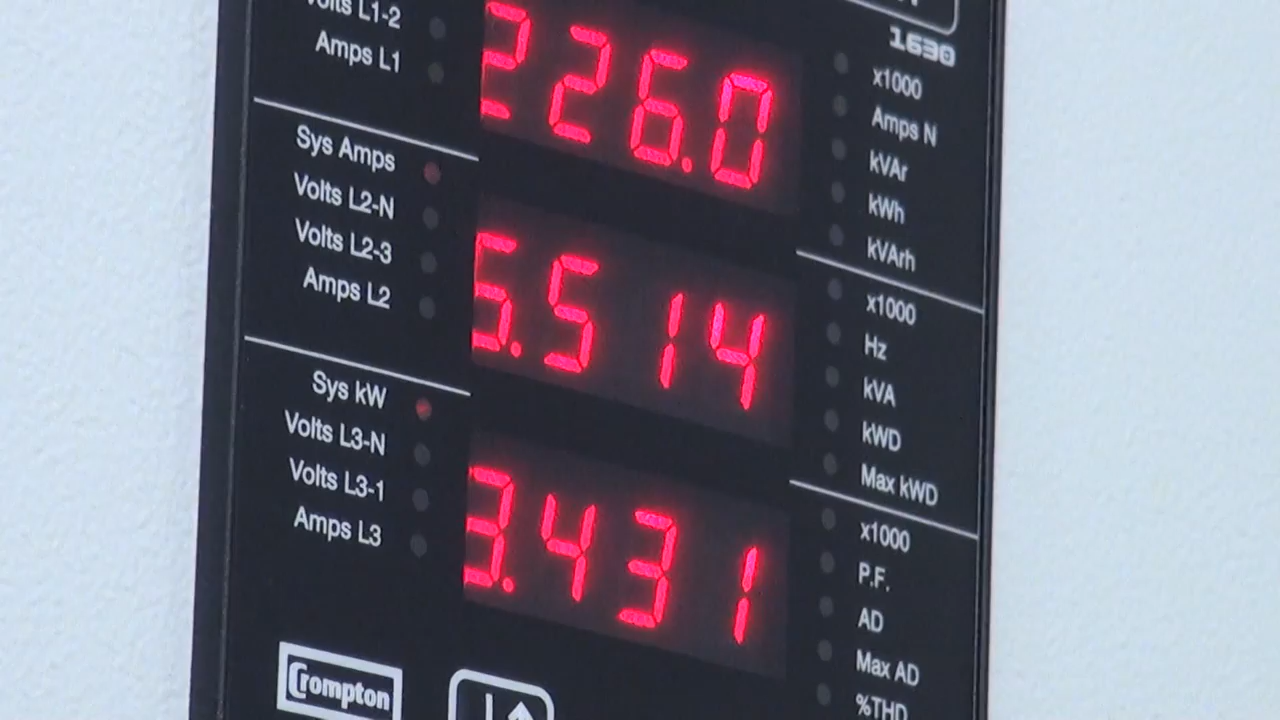 Volts L1-2
Amps L1
226.0
1630
x1000
Amps N
kVAr
kWh
kVArh
Sys Amps
Volts L2-N
Volts L2-3
Amps L2
5.514
x1000
Hz
kVA
kWD
Max kWD
Sys kW
Volts L3-N
Volts L3-1
Amps L3
3.431
x1000
P.F.
AD
Max AD
%THD
Crompton